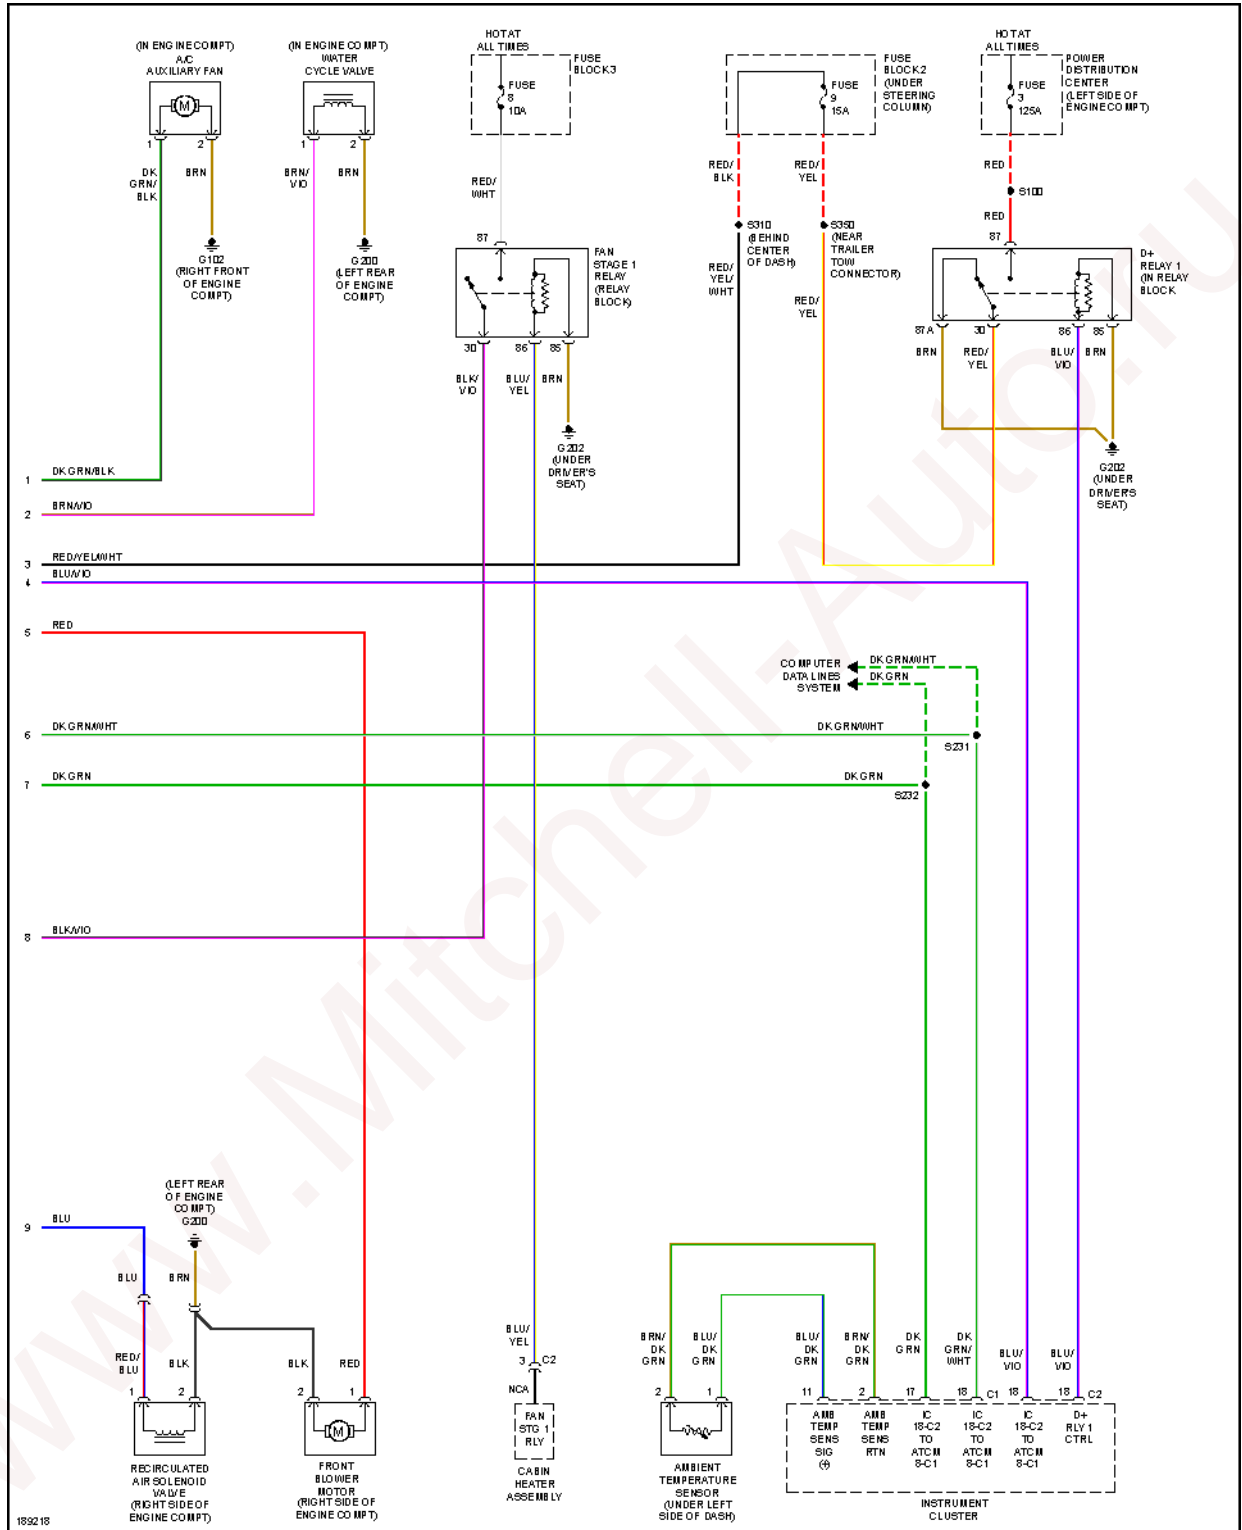 HOT AT
ALL TIMES
HOT AT
ALL TIMES
(IN ENGINE COMPT)
A/C
AUXILIARY FAN
(IN ENGINE COMPT)
WATER
CYCLE VALVE
FUSE
BLOCK 3
FUSE
8
10A
FUSE
BLOCK 2
(UNDER
STEERING
COLUMN)
FUSE
9
15A
POWER
DISTRIBUTION
CENTER
(LEFT SIDE OF
ENGINE COMPT)
FUSE
3
125A
M
1
2
1
2
DK
GRN/
BLK
BRN
BRN/
VIO
BRN
RED/
WHT
RED/
BLK
RED/
YEL
RED
S100
RED
87
87
G102
(RIGHT FRONT
OF ENGINE
COMPT)
G200
(LEFT REAR
OF ENGINE
COMPT)
FAN
STAGE 1
RELAY
(RELAY
BLOCK)
S310
(BEHIND
CENTER
OF DASH)
S350
(NEAR
TRAILER
TOW
CONNECTOR)
RED/
YEL/
WHT
RED/
YEL
D+
RELAY 1
(IN RELAY
BLOCK
30
86
85
87A
30
86
85
BLK/
VIO
BLU/
YEL
BRN
BRN
RED/
YEL
BLU/
VIO
BRN
G202
(UNDER
DRIVER'S
SEAT)
G202
(UNDER
DRIVER'S
SEAT)
1
DK GRN/BLK
2
BRN/VIO
3
RED/YEL/WHT
4
BLU/VIO
5
RED
COMPUTER
DATA LINES
SYSTEM
DK GRN/WHT
DK GRN
6
DK GRN/WHT
DK GRN/WHT
S231
7
DK GRN
DK GRN
S232
8
BLK/VIO
(LEFT REAR
OF ENGINE
COMPT)
G200
9
BLU
BLU
BRN
RED/
BLU
BLK
BLK
RED
1
2
2
1
M
RECIRCULATED
AIR SOLENOID
VALVE
(RIGHT SIDE OF
ENGINE COMPT)
FRONT
BLOWER
MOTOR
(RIGHT SIDE OF
ENGINE COMPT)
BLU/
YEL
3
C2
NCA
FAN
STG 1
RLY
CABIN
HEATER
ASSEMBLY
BRN/
DK
GRN
BLU/
DK
GRN
2
1
AMBIENT
TEMPERATURE
SENSOR
(UNDER LEFT
SIDE OF DASH)
BLU/
DK
GRN
BRN/
DK
GRN
DK
GRN
DK
GRN/
WHT
BLU/
VIO
BLU/
VIO
11
2
17
18
C1
18
18
C2
AMB
TEMP
SENS
SIG
(+)
AMB
TEMP
SENS
RTN
IC
18-C2
TO
ATCM
8-C1
IC
18-C2
TO
ATCM
8-C1
IC
18-C2
TO
ATCM
8-C1
D+
RLY 1
CTRL
INSTRUMENT
CLUSTER
189218
www.Mitchell-Auto.ru